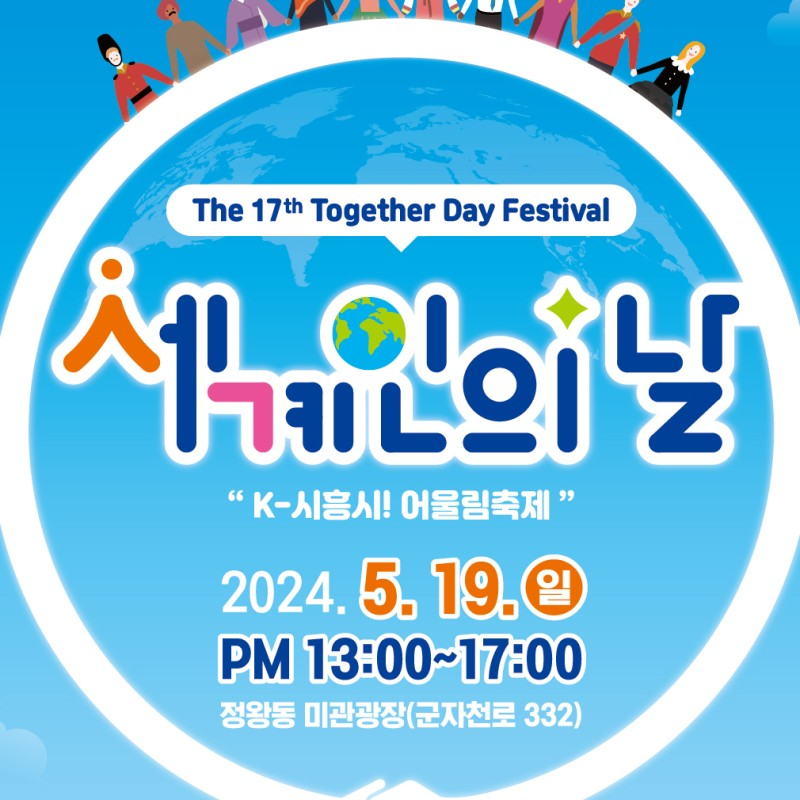 The 17th Together Day Festival
세계인의 날
“ K-시흥시! 어울림축제 ”
2024. 5. 19. 일
PM 13:00~17:00
정왕동 미관광장(군자천로 332)